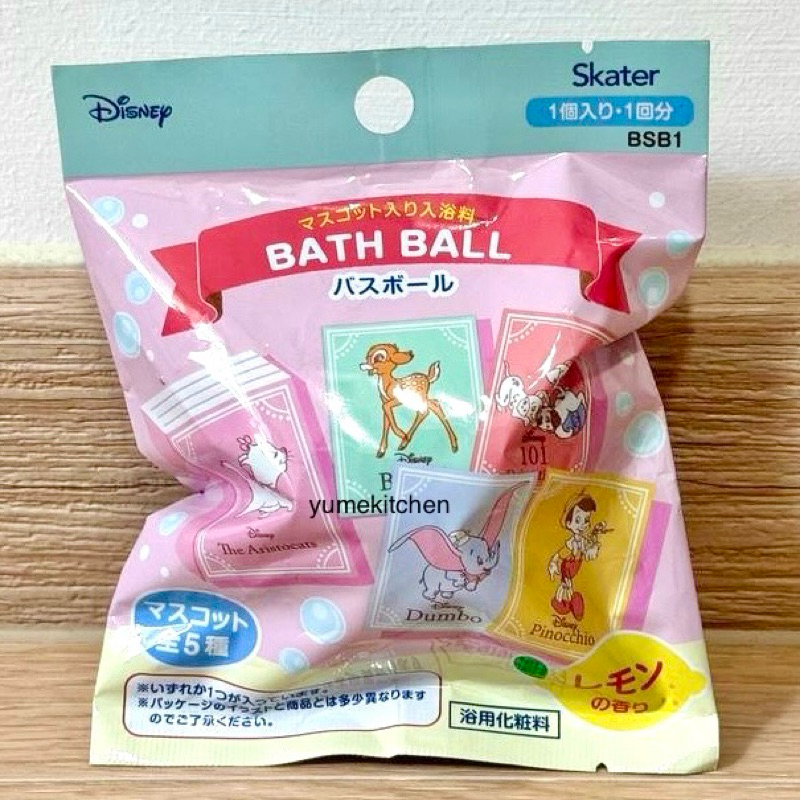 Disney
Skater
1個入り・1回分
BSB1
マスコット入り入浴料
BATH BALL
バスボール
Disney
B
101
yumekitchen
Disney
The Aristocats
Disney
Dumbo
Disney
Pinocchio
マスコット
全5種
レモン
の香り
※いずれか1つが入っています。
※パッケージのイラストと商品とは多少異なります
のでご了承ください。
浴用化粧料